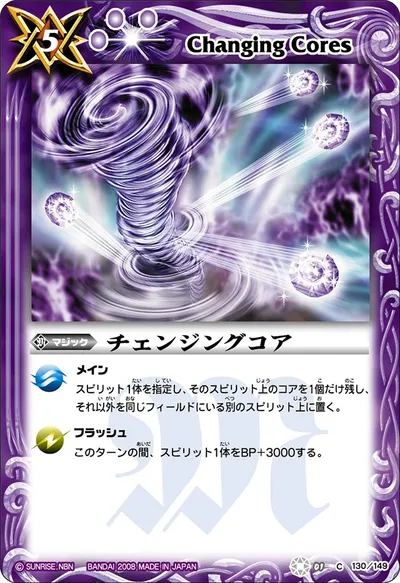 5
Changing Cores
マジック
チェンジングコア
メイン
スピリット1体を指定し、そのスピリット上のコアを1個だけ残し、
それ以外を同じフィールドにいる別のスピリット上に置く。
フラッシュ
このターンの間、スピリット1体をBP+3000する。
© SUNRISE.NBN BANDAI 2008 MADE IN JAPAN
01 C 130/149